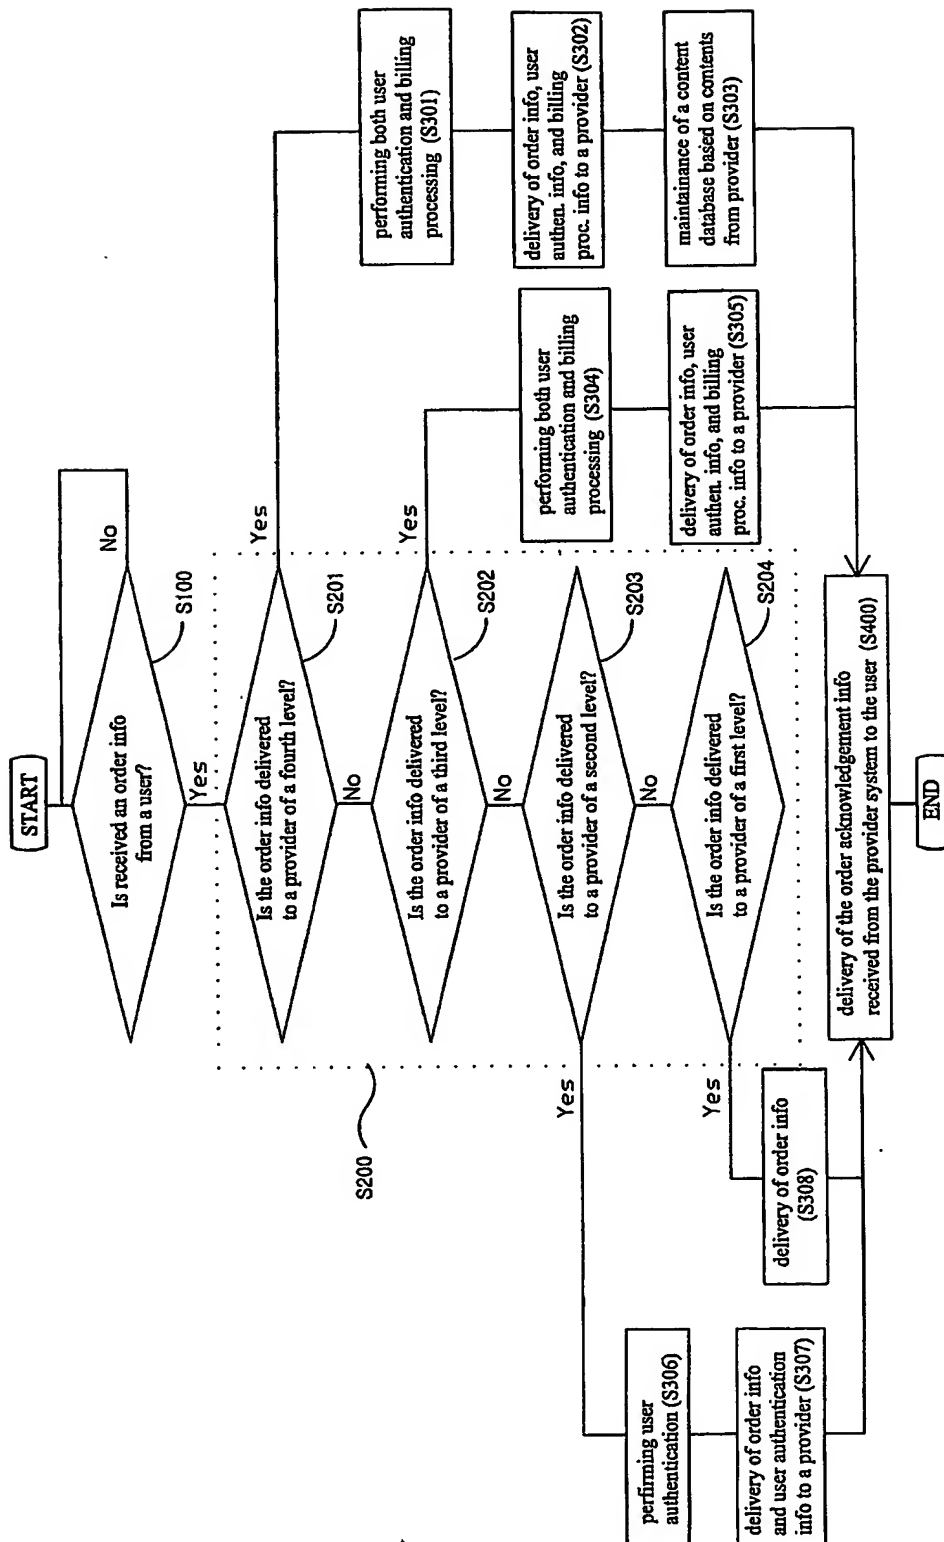 START
Is received an order info
from a user?
No
S100
Yes
Is the order info delivered
to a provider of a fourth level?
Yes
S201
No
Is the order info delivered
to a provider of a third level?
Yes
S202
No
Is the order info delivered
to a provider of a second level?
S203
Yes
No
Is the order info delivered
to a provider of a first level?
S204
Yes
S200
performing both user
authentication and billing
processing (S301)
delivery of order info, user
authen. info, and billing
proc. info to a provider (S302)
maintainance of a content
database based on contents
from provider (S303)
performing both user
authentication and billing
processing (S304)
delivery of order info, user
authen. info, and billing
proc. info to a provider (S305)
perfirming user
authentication (S306)
delivery of order info
and user authentication
info to a provider (S307)
delivery of order info
(S308)
delivery of the order acknowledgement info
received from the provider system to the user (S400)
END